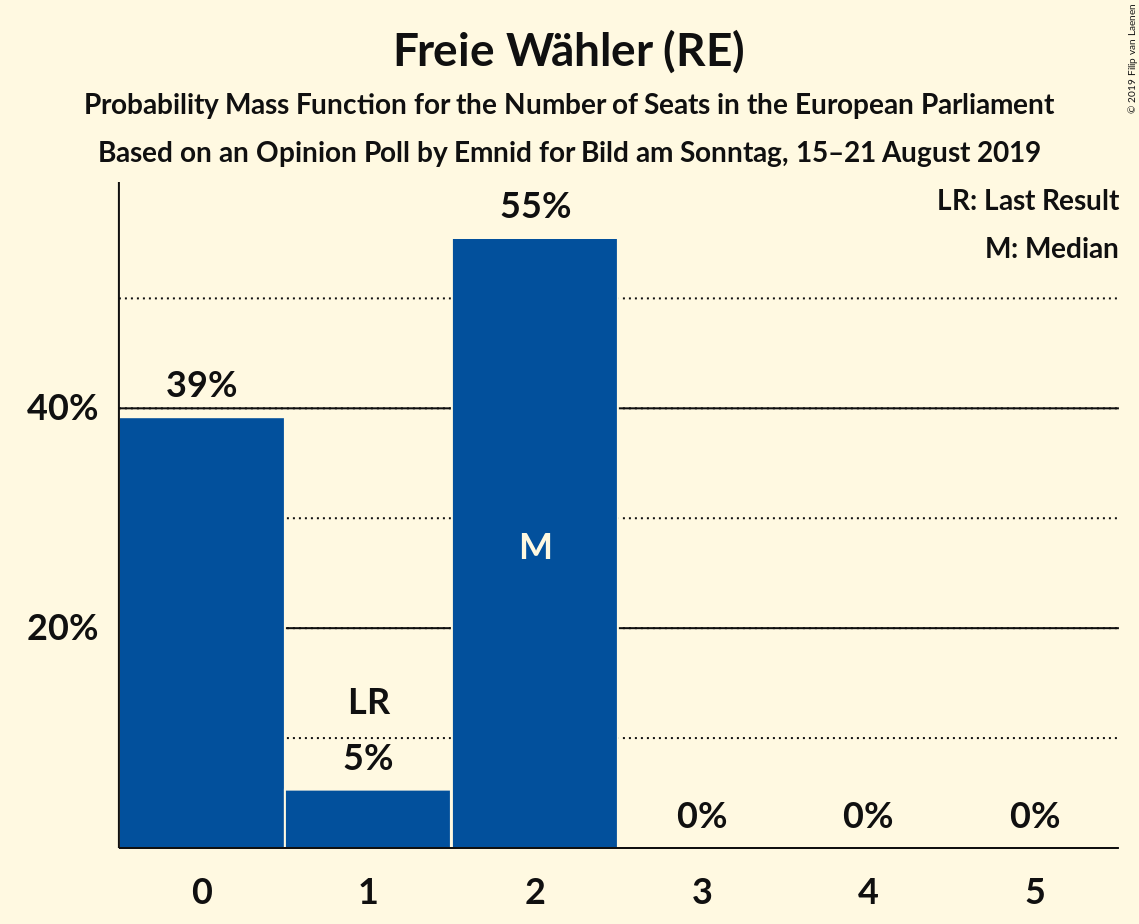 Freie Wähler (RE)
Probability Mass Function for the Number of Seats in the European Parliament
Based on an Opinion Poll by Emnid for Bild am Sonntag, 15–21 August 2019
© 2019 Filip van Laenen
LR: Last Result
M: Median
55%
39%
40%
M
20%
LR
5%
0% 0% 0%
0 1 2 3 4 5